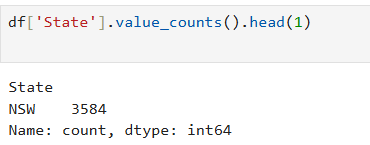 df['State'].value_counts().head(1)
State
NSW    3584
Name: count, dtype: int64